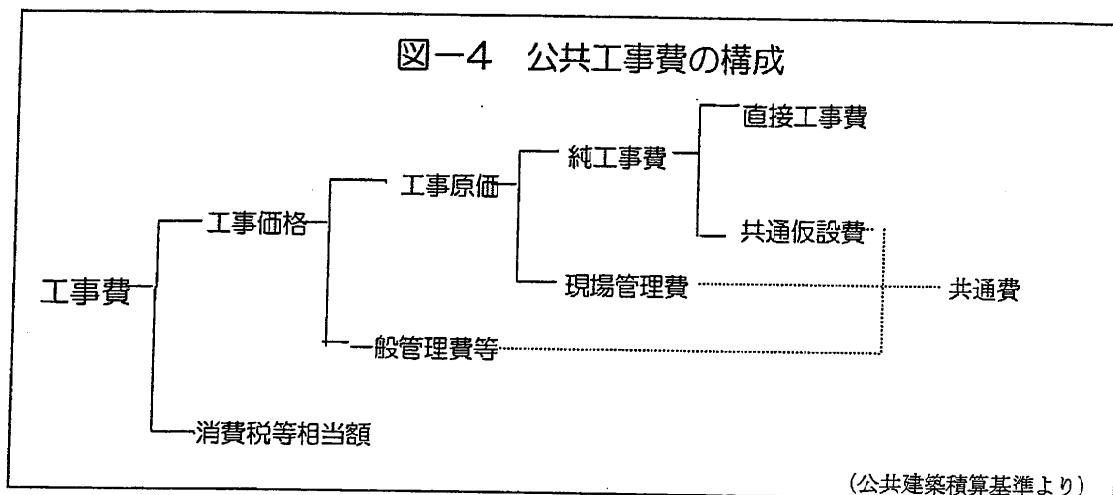 図－4　公共工事費の構成
直接工事費
純工事費
工事原価
工事価格
共通仮設費
工事費
現場管理費
共通費
一般管理費等
消費税等相当額
（公共建築積算基準より）